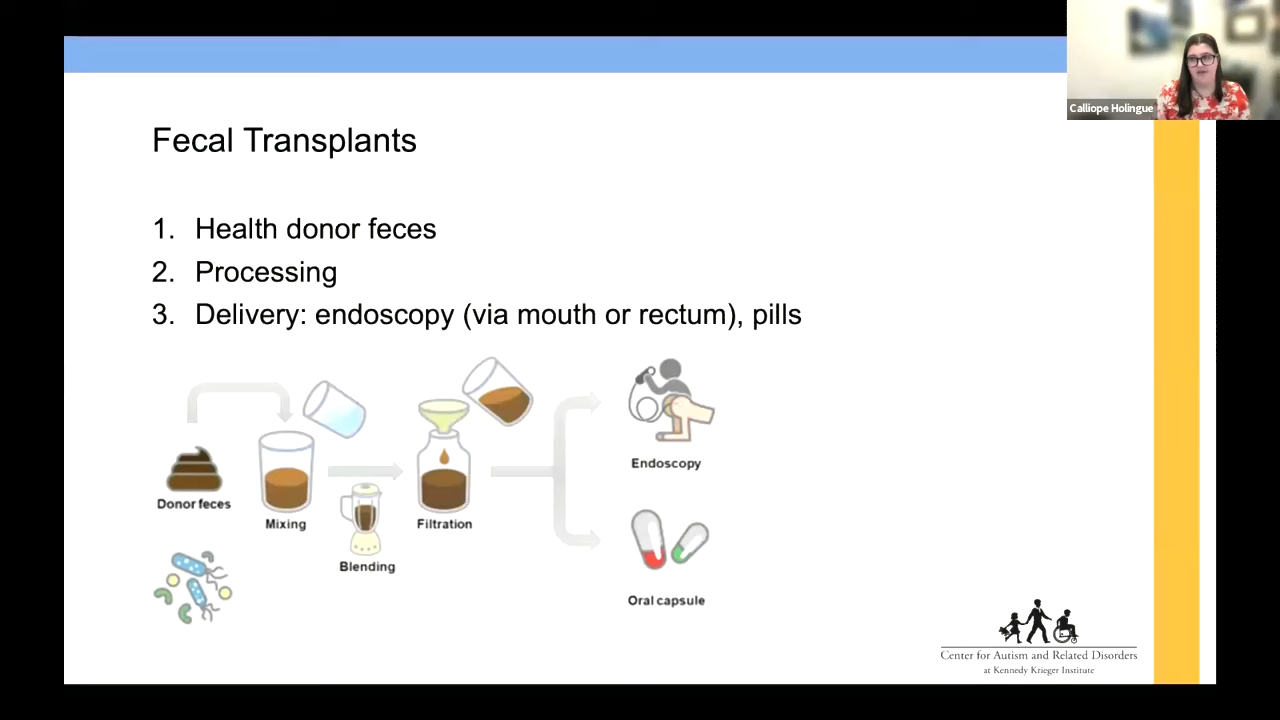 Calliope Holingue
Fecal Transplants
1. Health donor feces
2. Processing
3. Delivery: endoscopy (via mouth or rectum), pills
Donor feces
Mixing
Blending
Filtration
Endoscopy
Oral capsule
Center for Autism and Related Disorders
at Kennedy Krieger Institute